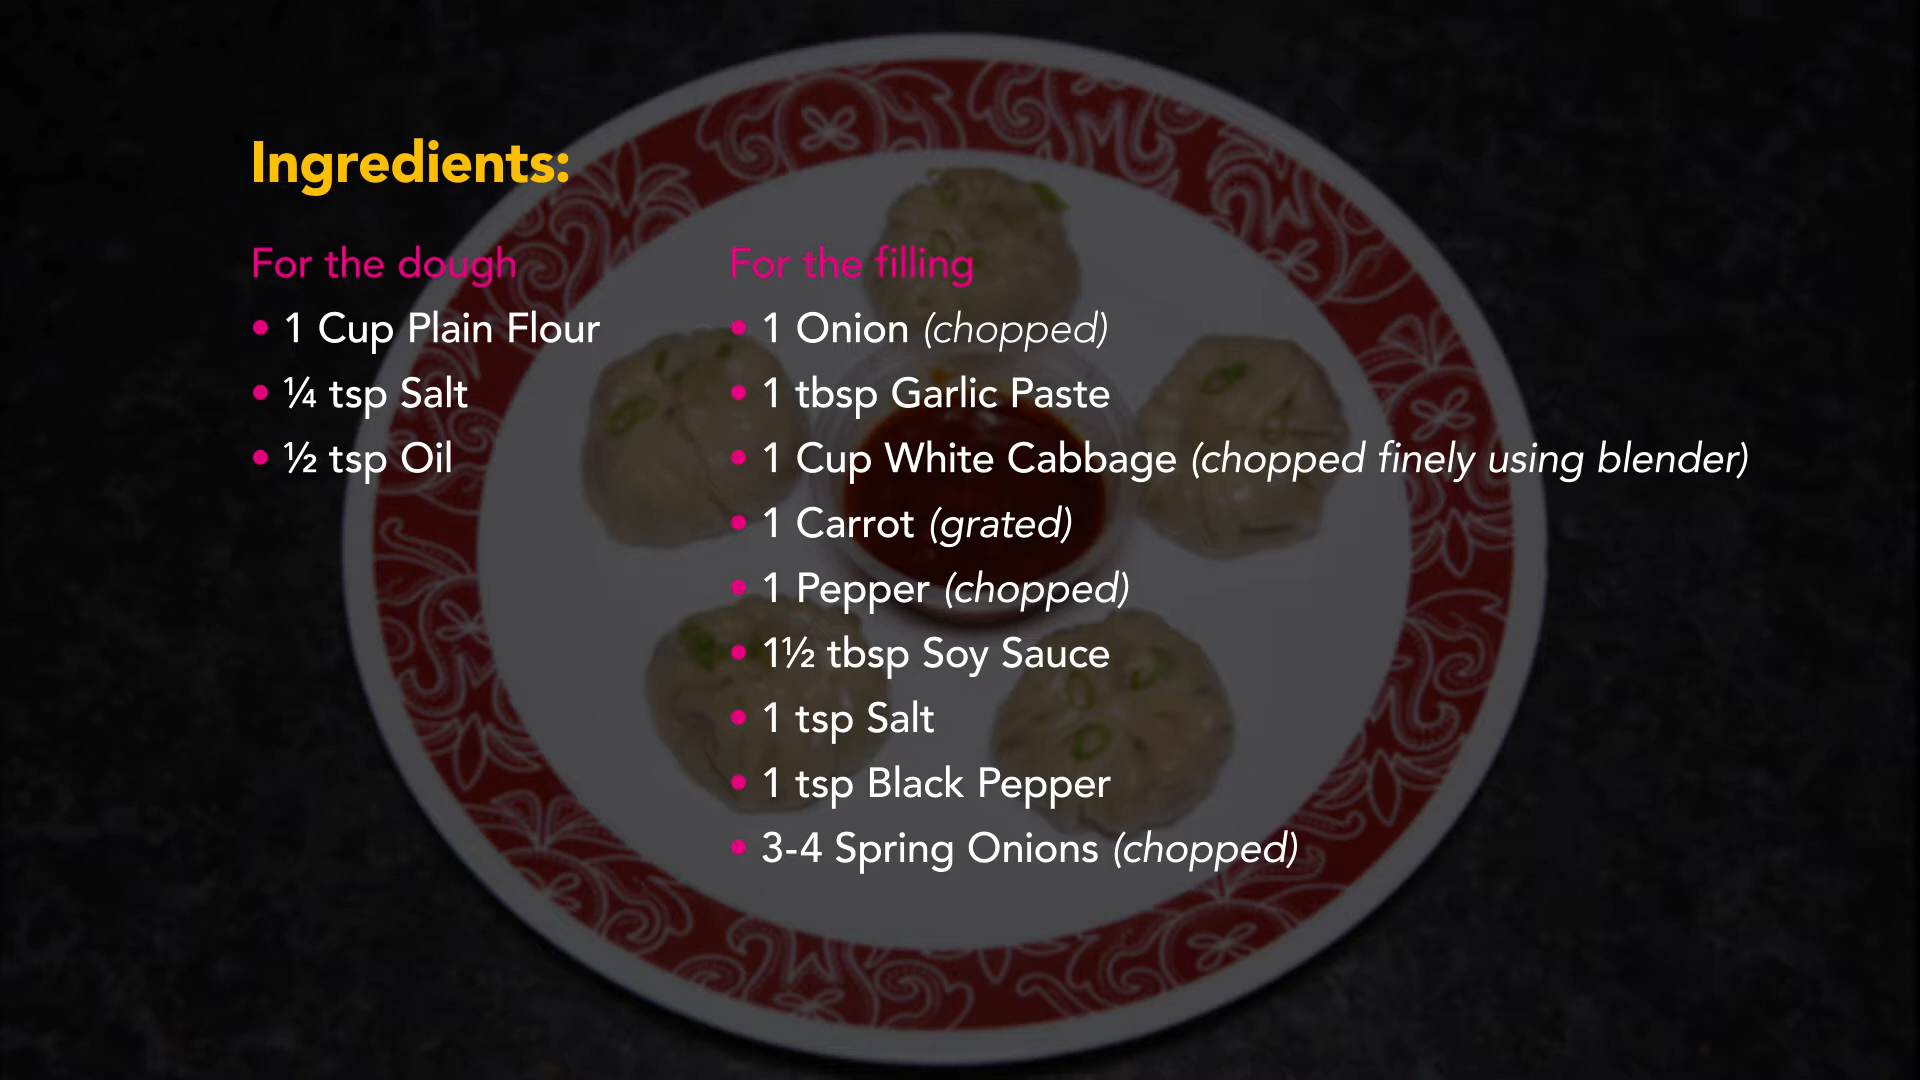 Ingredients:
For the dough
• 1 Cup Plain Flour
• ¼ tsp Salt
• ½ tsp Oil
For the filling
• 1 Onion (chopped)
• 1 tbsp Garlic Paste
• 1 Cup White Cabbage (chopped finely using blender)
• 1 Carrot (grated)
• 1 Pepper (chopped)
• 1½ tbsp Soy Sauce
• 1 tsp Salt
• 1 tsp Black Pepper
• 3-4 Spring Onions (chopped)